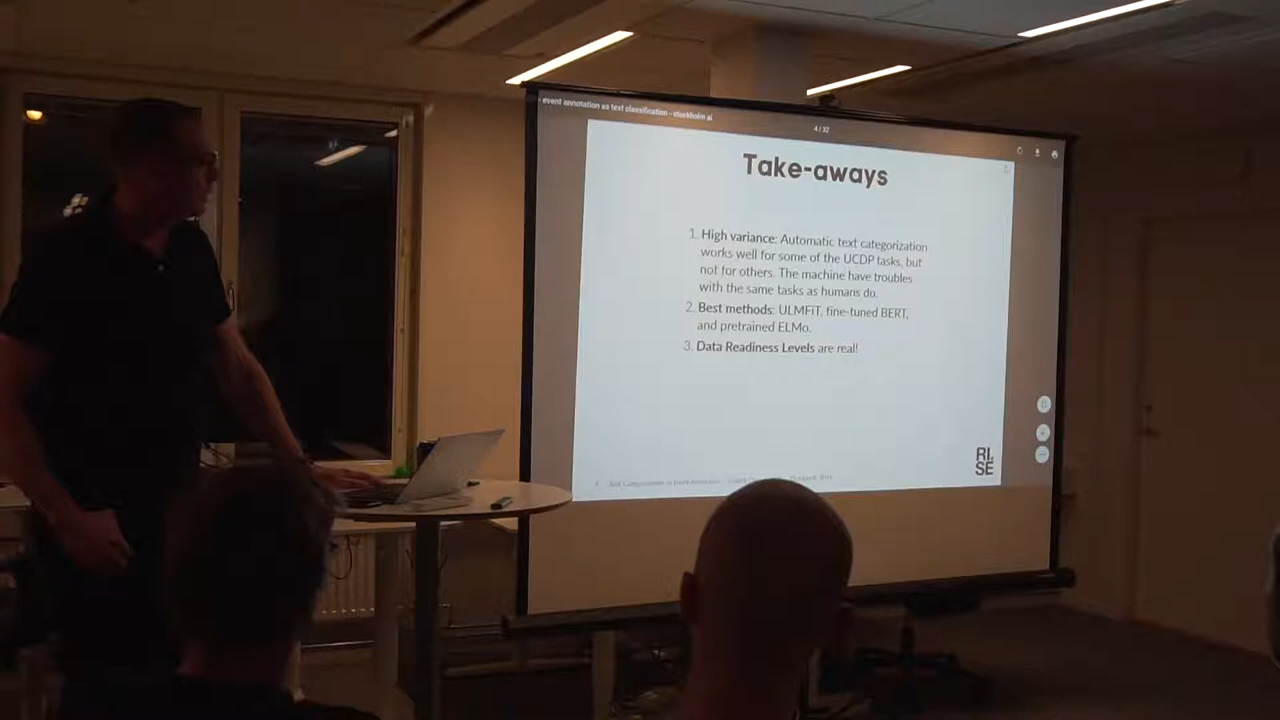 - event annotation as text classification - stockholm ai
4 / 32
Take-aways
1. High variance: Automatic text categorization
works well for some of the UCDP tasks, but
not for others. The machine have troubles
with the same tasks as humans do.
2. Best methods: ULMFiT, fine-tuned BERT,
and pretrained ELMo.
3. Data Readiness Levels are real!
RI.
SE